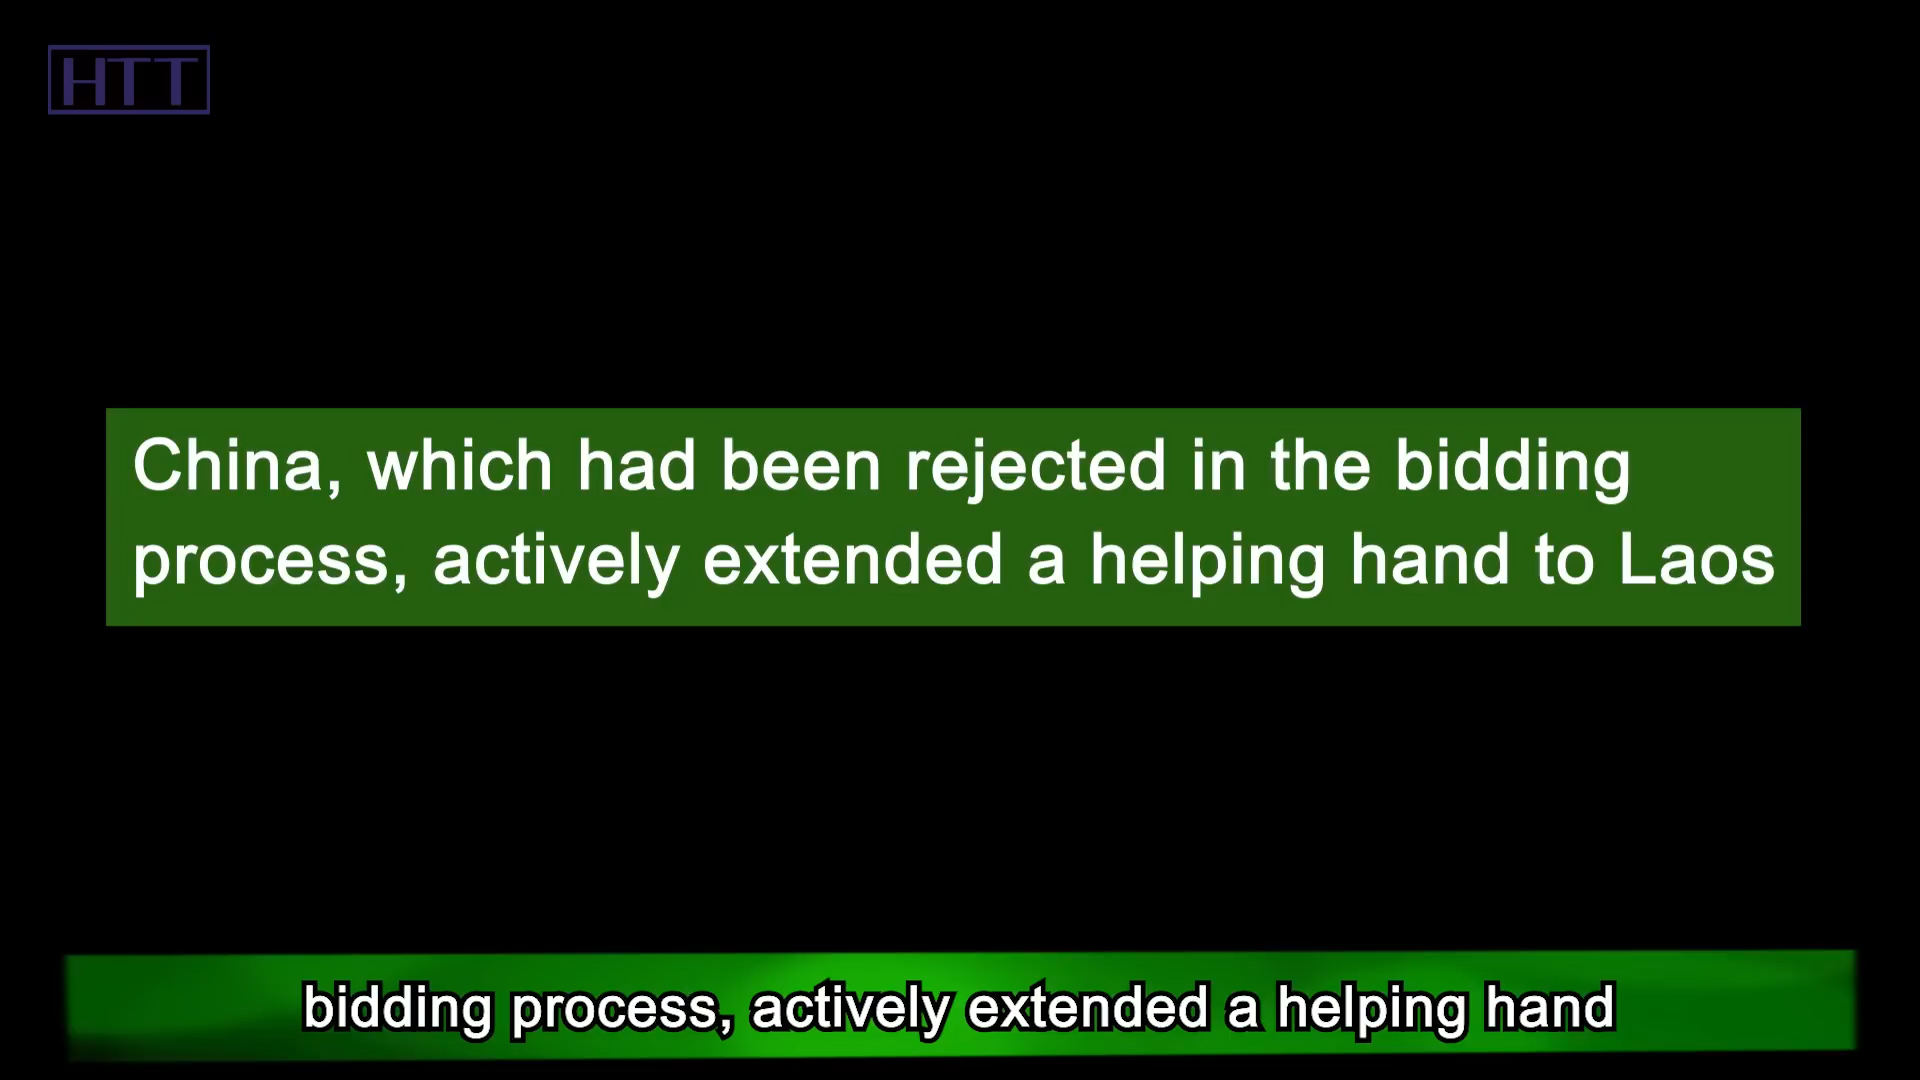 HTT
China, which had been rejected in the bidding
process, actively extended a helping hand to Laos
bidding process, actively extended a helping hand